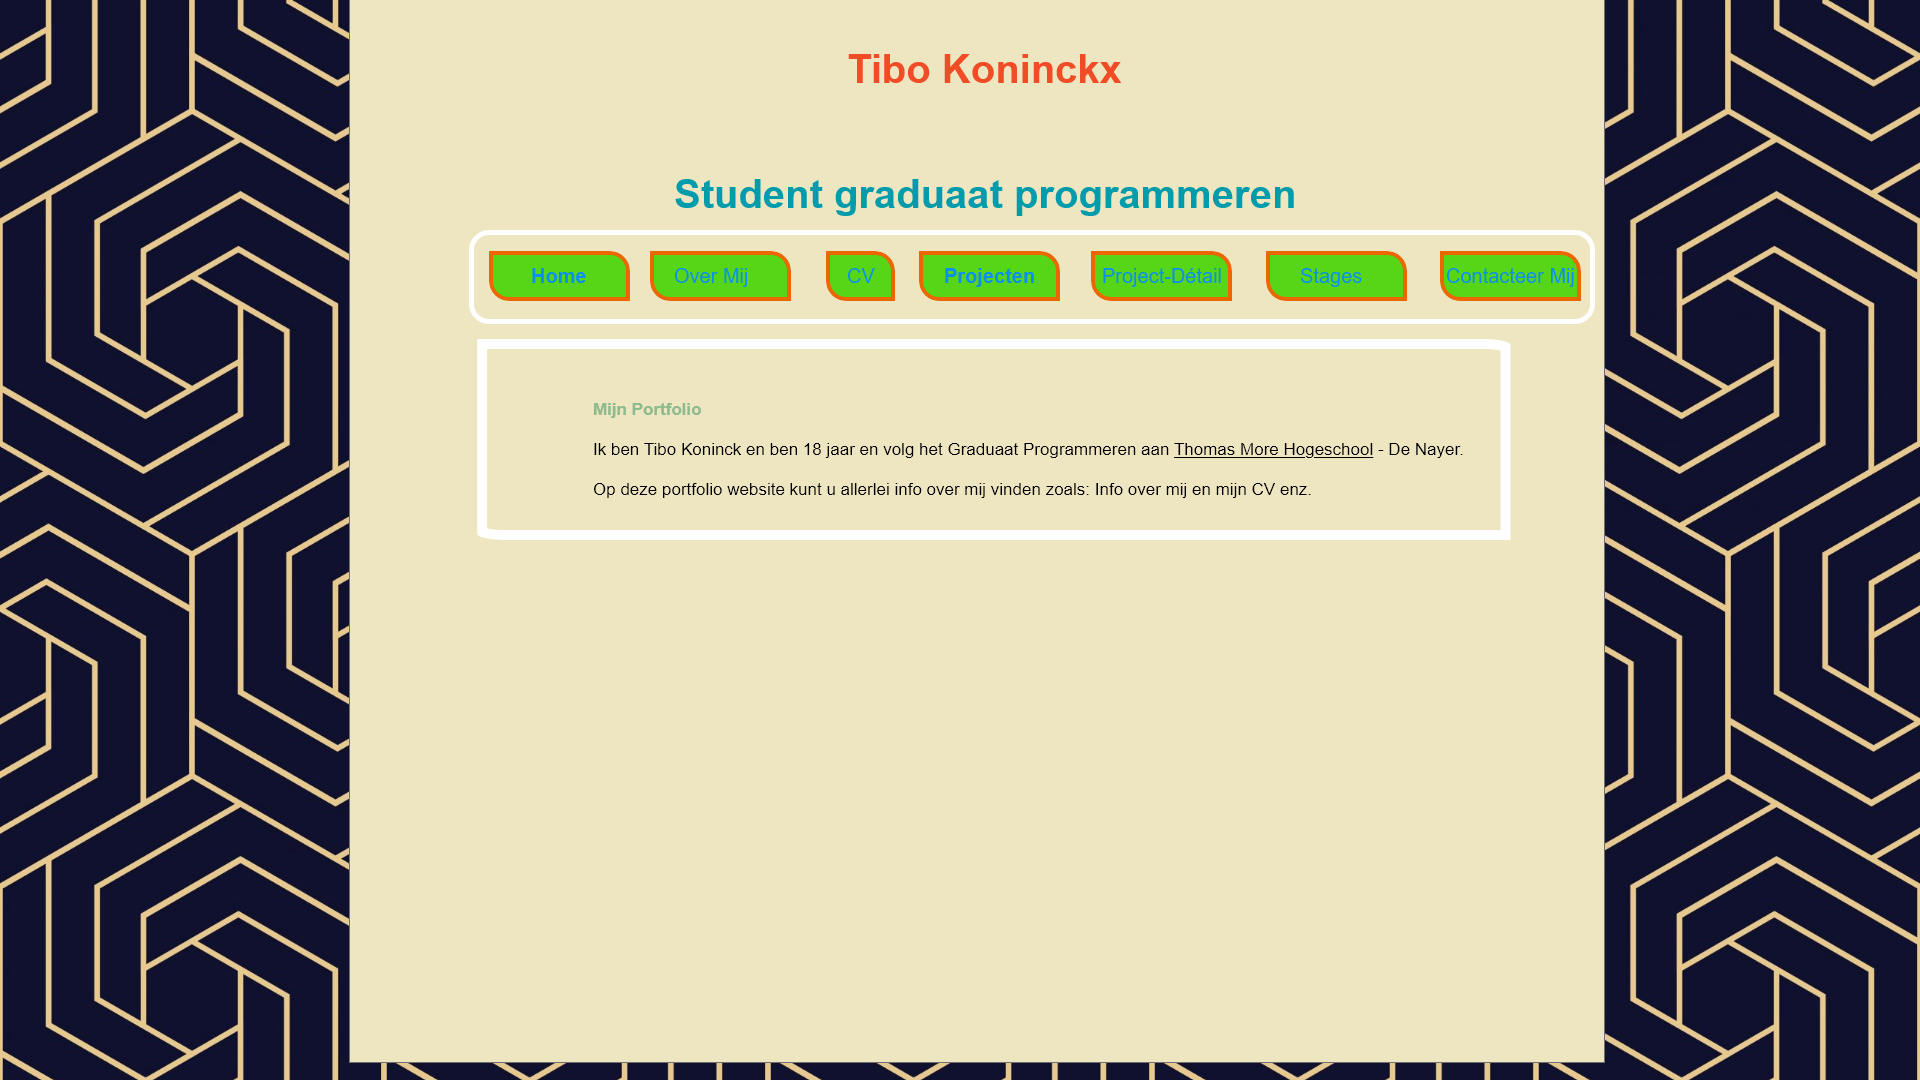 Tibo Koninckx
Student graduaat programmeren
Home Over Mij CV Projecten Project-Détail Stages Contacteer Mij
Mijn Portfolio
Ik ben Tibo Koninck en ben 18 jaar en volg het Graduaat Programmeren aan Thomas More Hogeschool - De Nayer.
Op deze portfolio website kunt u allerlei info over mij vinden zoals: Info over mij en mijn CV enz.